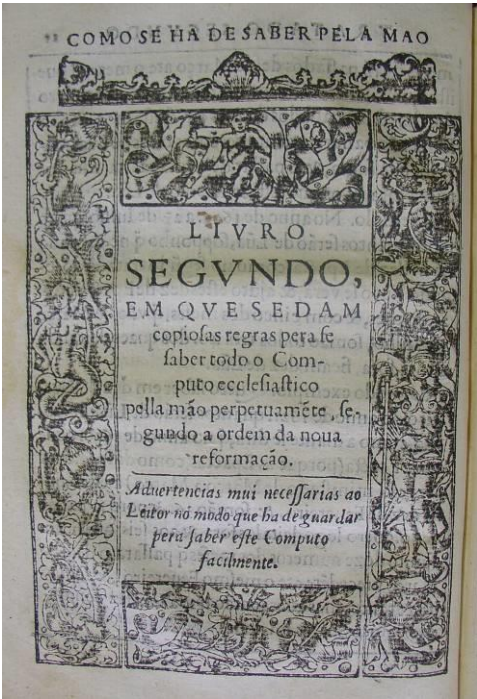 COMO SE HA DE SABER PELA MAO
LIVRO
SEGVNDO,
EM QVE SE DAM
copiosas regras pera se
saber todo o Com-
puto ecclesiastico
pella mão perpetuamẽte, se-
gundo a ordem da noua
reformação.
Aduertencias mui necessarias ao
Leitor no modo que ha de guardar
pera saber este Computo
facilmente.